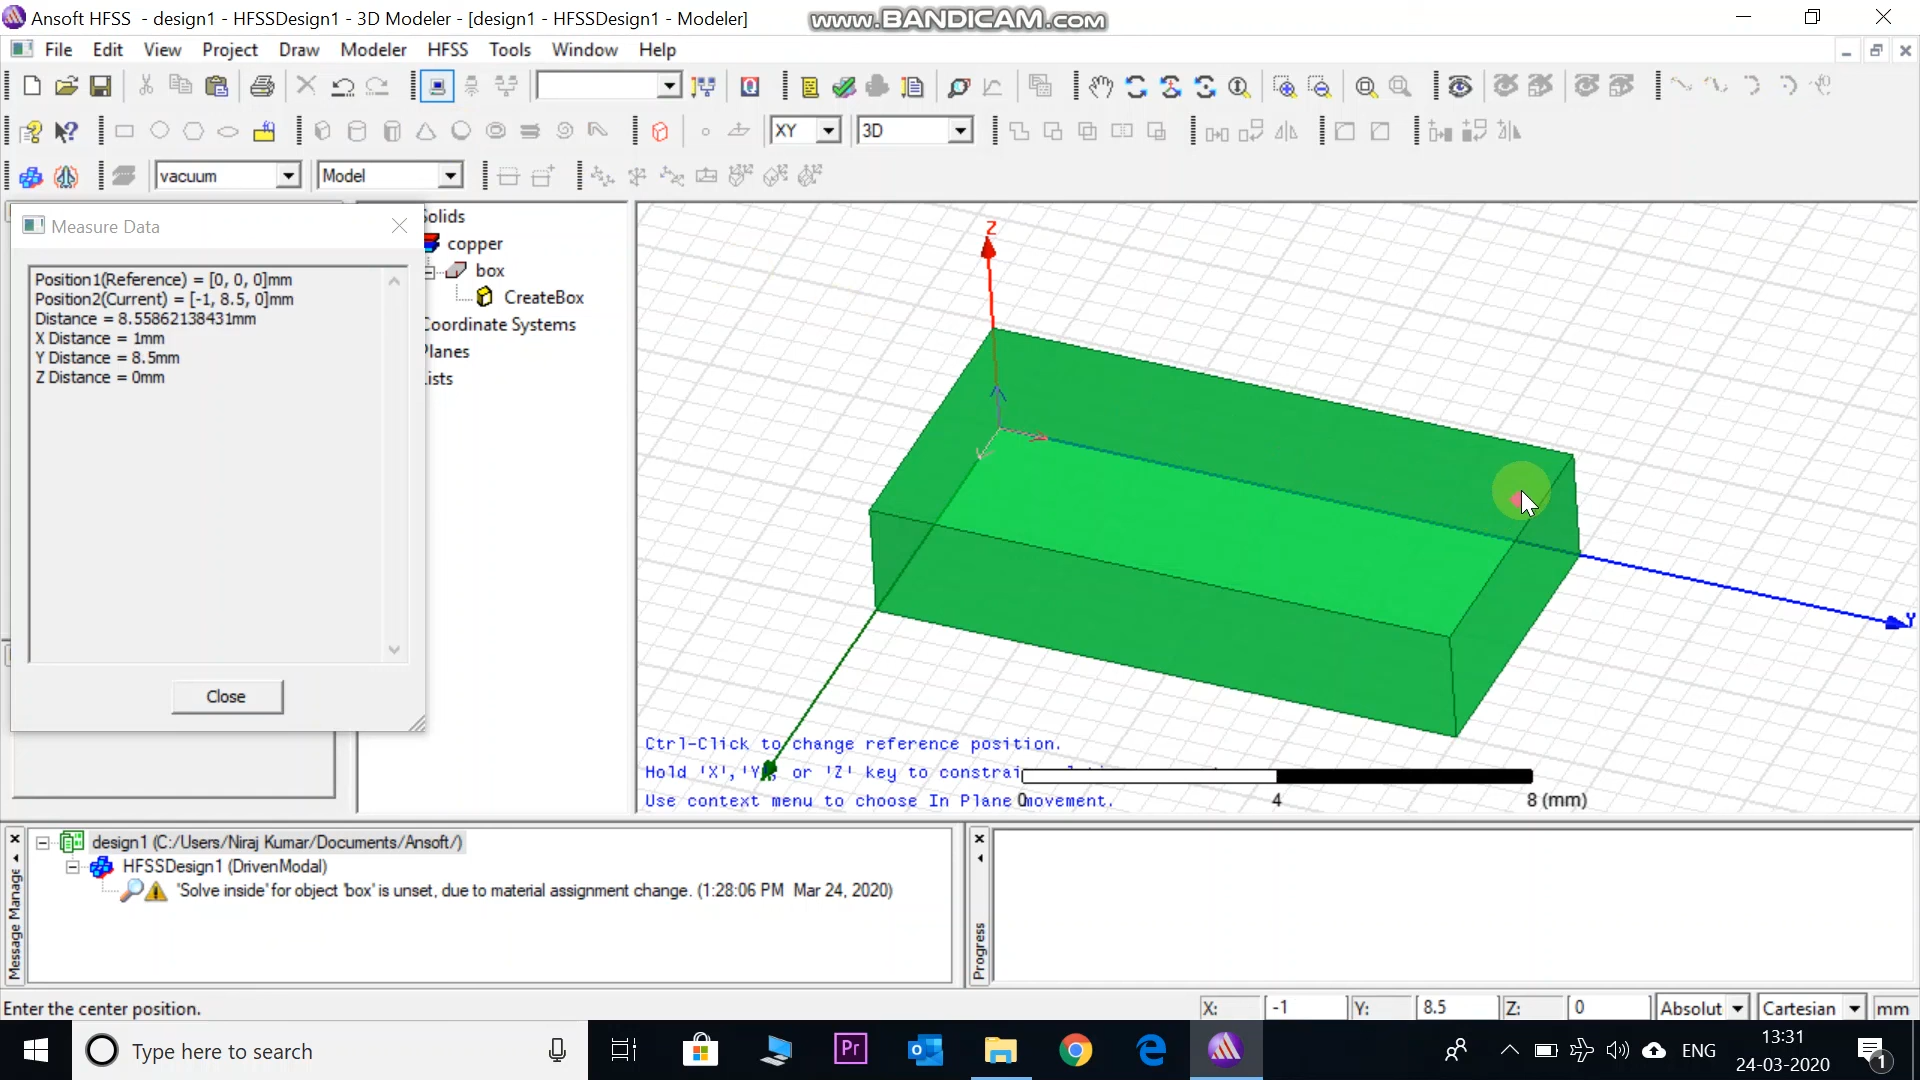 Ansoft HFSS - design1 - HFSSDesign1 - 3D Modeler - [design1 - HFSSDesign1 - Modeler]
www.BANDICAM.com
File Edit View Project Draw Modeler HFSS Tools Window Help
XY 3D
vacuum Model
Measure Data
Position1(Reference) = [0, 0, 0]mm
Position2(Current) = [-1, 8.5, 0]mm
Distance = 8.55862138431mm
X Distance = 1mm
Y Distance = 8.5mm
Z Distance = 0mm
Close
Solids
copper
box
CreateBox
Coordinate Systems
Planes
Lists
Z
Y
Ctrl-Click to change reference position.
Hold 'X','Y', or 'Z' key to constrai
Use context menu to choose In Plane movement.
0 4 8 (mm)
Message Manage
design1 (C:/Users/Niraj Kumar/Documents/Ansoft/)
HFSSDesign1 (DrivenModal)
'Solve inside' for object 'box' is unset, due to material assignment change. (1:28:06 PM Mar 24, 2020)
Progress
Enter the center position.
X: -1 Y: 8.5 Z: 0 Absolut Cartesian mm
Type here to search
Pr
ENG
13:31
24-03-2020
1